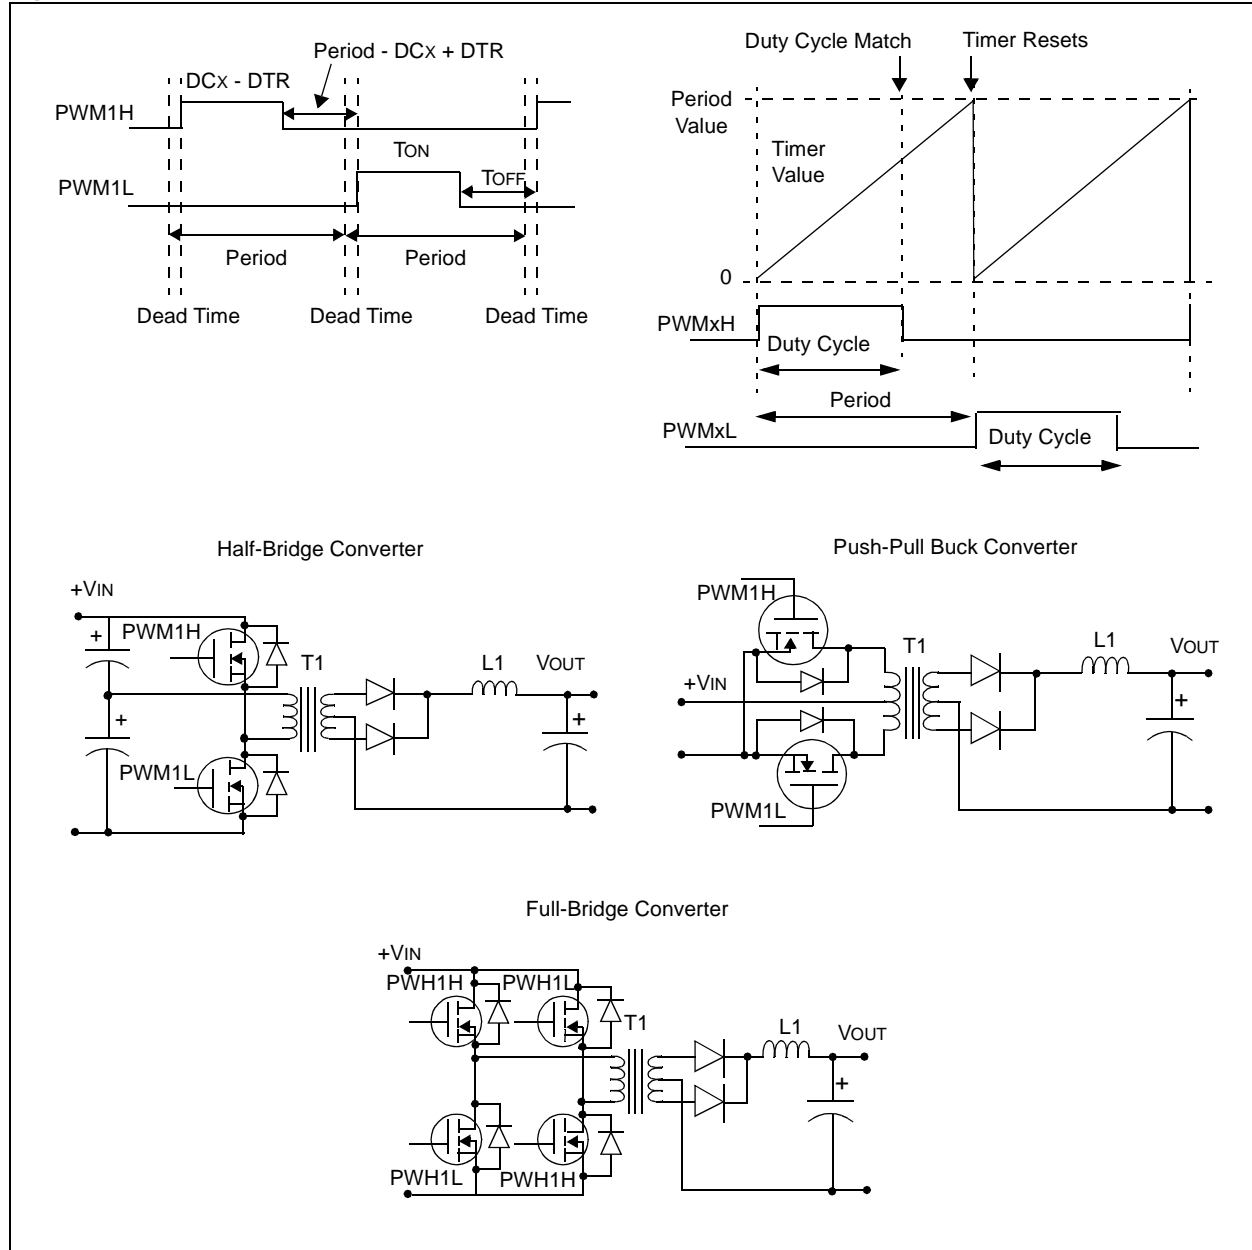 Period - DCX + DTR
DCX - DTR
PWM1H
TON
TOFF
PWM1L
Period
Period
Dead Time
Dead Time
Dead Time
Duty Cycle Match
Timer Resets
Period
Value
Timer
Value
0
PWMxH
Duty Cycle
Period
PWMxL
Duty Cycle
Half-Bridge Converter
+VIN
+
PWM1H
T1
L1
VOUT
+
+
PWM1L
Push-Pull Buck Converter
PWM1H
T1
L1
VOUT
+VIN
+
PWM1L
Full-Bridge Converter
+VIN
PWH1H
PWH1L
T1
L1
VOUT
+
PWH1L
PWH1H